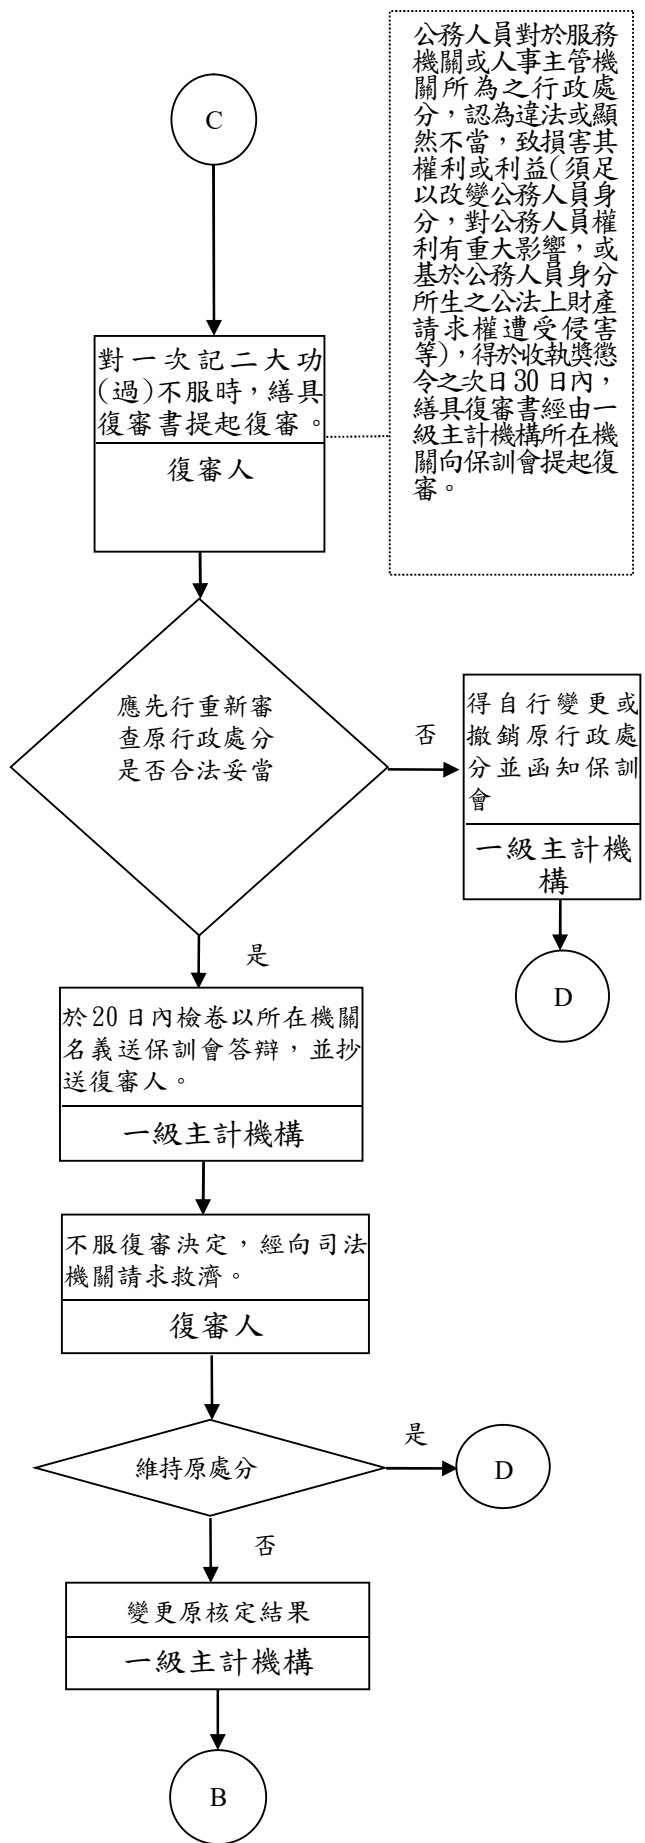 公務人員對於服務
機關或人事主管機
關所為之行政處
分，認為違法或顯
然不當，致損害其
權利或利益(須足
以改變公務人員身
分，對公務人員權
利有重大影響，或
基於公務人員身分
所生之公法上財產
請求權遭受侵害
等)，得於收執獎懲
令之次日30日內，
繕具復審書經由一
級主計機構所在機
關向保訓會提起復
審。
C
對一次記二大功
(過)不服時，繕具
復審書提起復審。
復審人
應先行重新審
查原行政處分
是否合法妥當
否
得自行變更或
撤銷原行政處
分並函知保訓
會
一級主計機
構
D
是
於20日內檢卷以所在機關
名義送保訓會答辯，並抄
送復審人。
一級主計機構
不服復審決定，經向司法
機關請求救濟。
復審人
維持原處分
是
D
否
變更原核定結果
一級主計機構
B